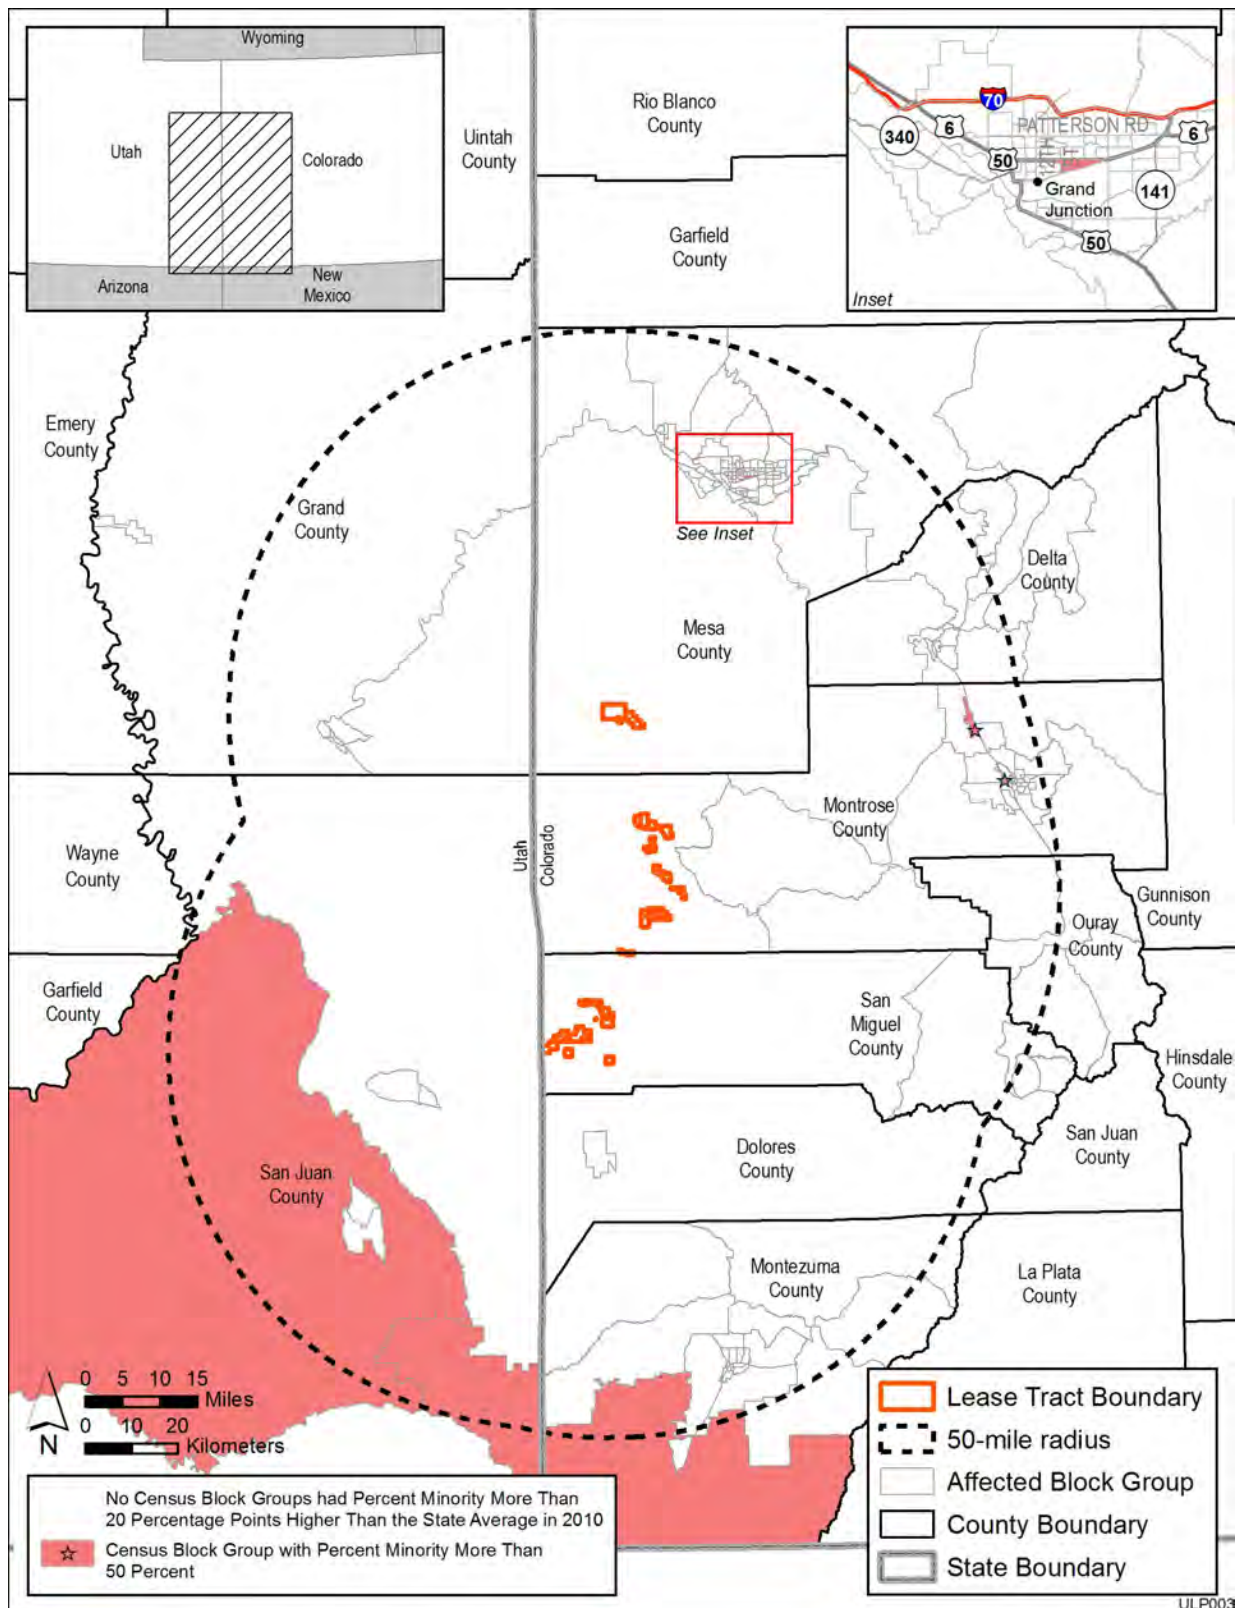 Wyoming
Utah
Colorado
Arizona
New
Mexico
Uintah
County
Rio Blanco
County
Garfield
County
70
340
6
PATTERSON RD
6
50
12TH
ST
Grand
Junction
141
50
Inset
Emery
County
Grand
County
See Inset
Delta
County
Mesa
County
Montrose
County
Utah
Colorado
Wayne
County
Gunnison
County
Ouray
County
Garfield
County
San
Miguel
County
Hinsdale
County
San Juan
County
Dolores
County
San Juan
County
Montezuma
County
La Plata
County
0 5 10 15
Miles
0 10 20
Kilometers
N
No Census Block Groups had Percent Minority More Than
20 Percentage Points Higher Than the State Average in 2010
Census Block Group with Percent Minority More Than
50 Percent
Lease Tract Boundary
50-mile radius
Affected Block Group
County Boundary
State Boundary
ULP003